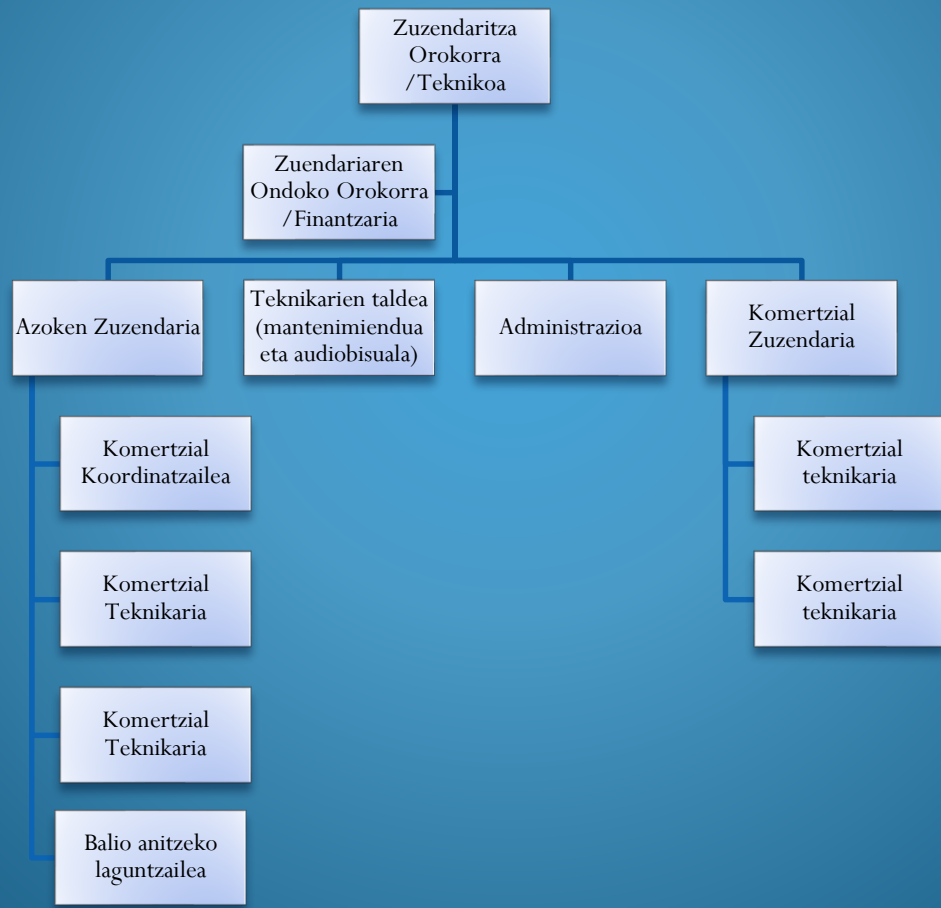 Zuzendaritza
Orokorra
/Teknikoa
Zuendariaren
Ondoko Orokorra
/Finantzaria
Azoken Zuzendaria
Teknikarien taldea
(mantenimiendua
eta audiobisuala)
Administrazioa
Komertzial
Zuzendaria
Komertzial
Koordinatzailea
Komertzial
Teknikaria
Komertzial
Teknikaria
Balio anitzeko
laguntzailea
Komertzial
teknikaria
Komertzial
teknikaria